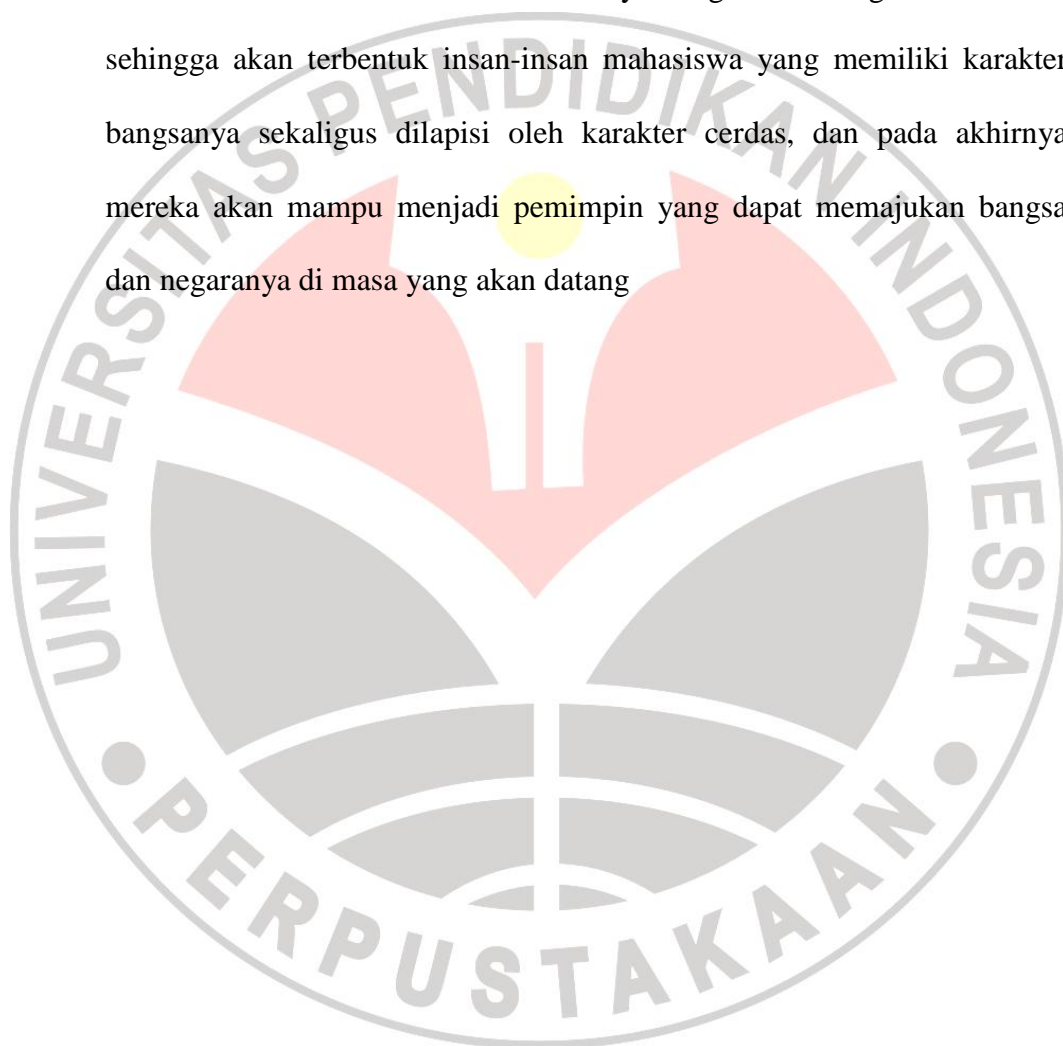 sehingga akan terbentuk insan-insan mahasiswa yang memiliki karakter
bangsanya sekaligus dilapisi oleh karakter cerdas, dan pada akhirnya
mereka akan mampu menjadi pemimpin yang dapat memajukan bangsa
dan negaranya di masa yang akan datang
UNIVERSITAS PENDIDIKAN INDONESIA
PERPUSTAKAAN